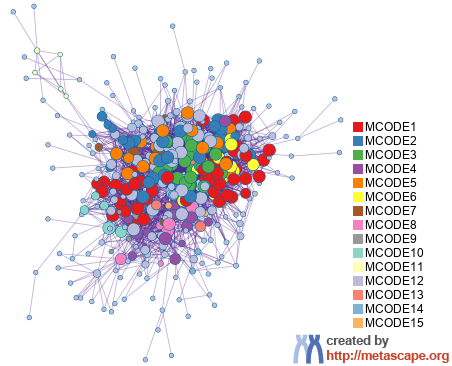 MCODE1
MCODE2
MCODE3
MCODE4
MCODE5
MCODE6
MCODE7
MCODE8
MCODE9
MCODE10
MCODE11
MCODE12
MCODE13
MCODE14
MCODE15
created by
http://metascape.org